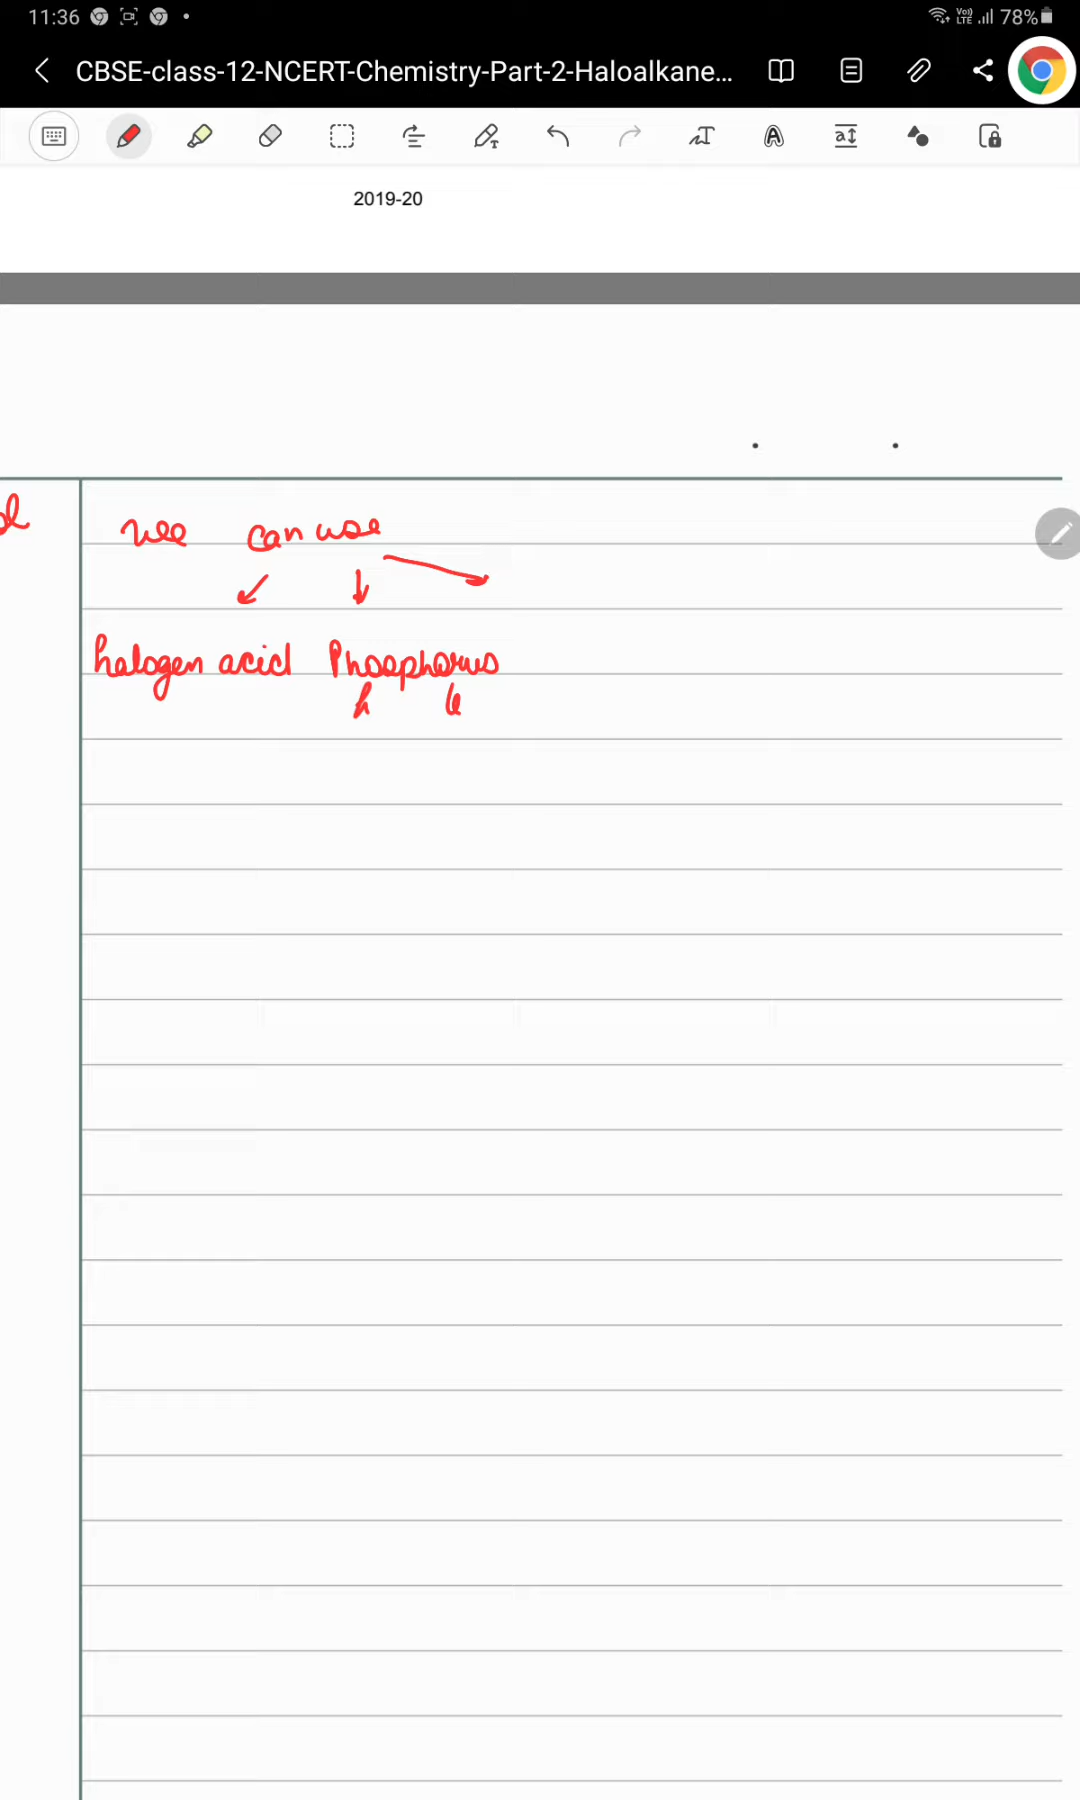 11:36 78%
CBSE-class-12-NCERT-Chemistry-Part-2-Haloalkane...
2019-20
we can use
halogen acid Phosphorus
h